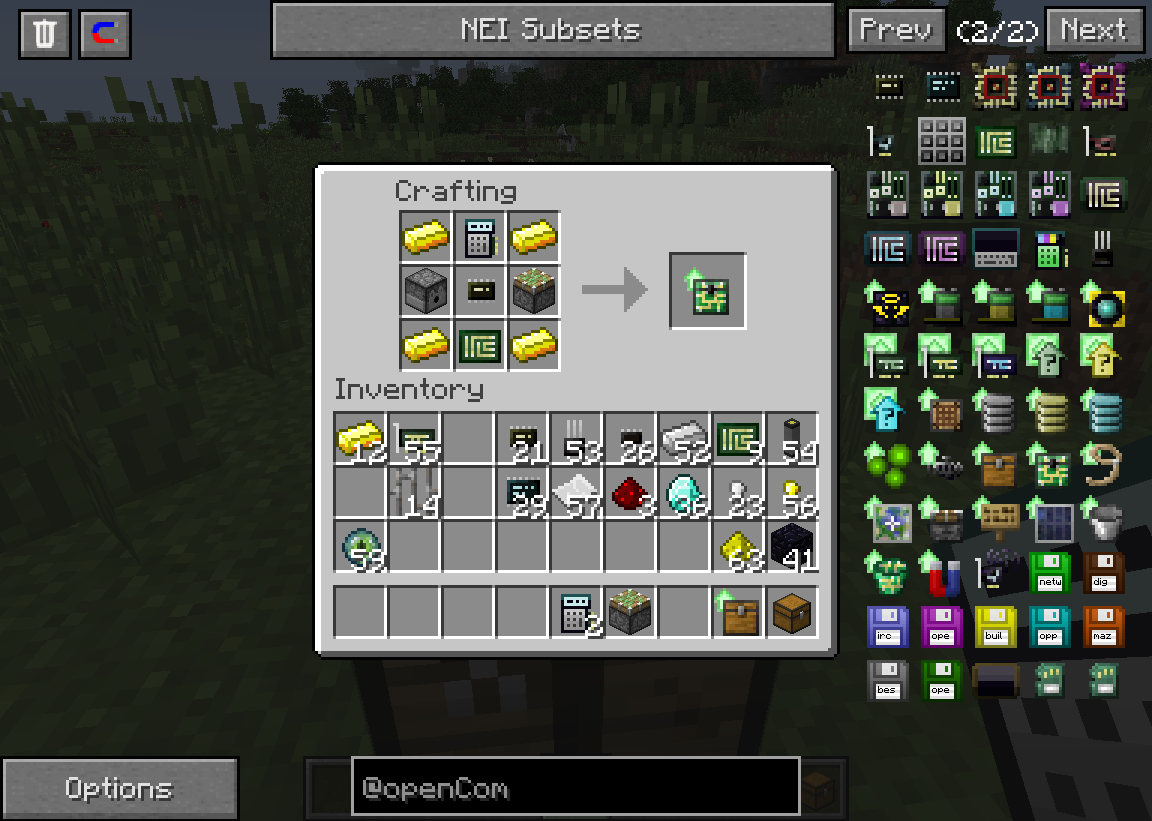 NEI Subsets
Prev (2/2) Next
Crafting
Inventory
12 55 21 53 26 52 9 54
14 29 57 3 36 23 56
53 63 41
2
netw dig
irc ope buil opp maz
bes ope
Options
@openCom